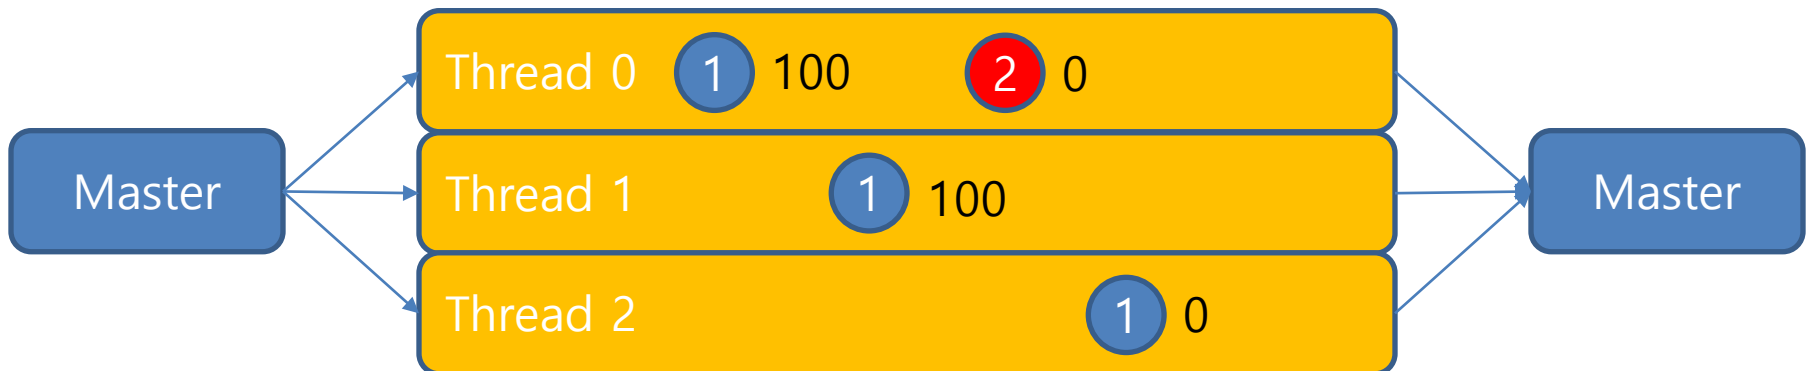 Thread 0 1 100 2 0
Master
Thread 1 1 100
Master
Thread 2 1 0